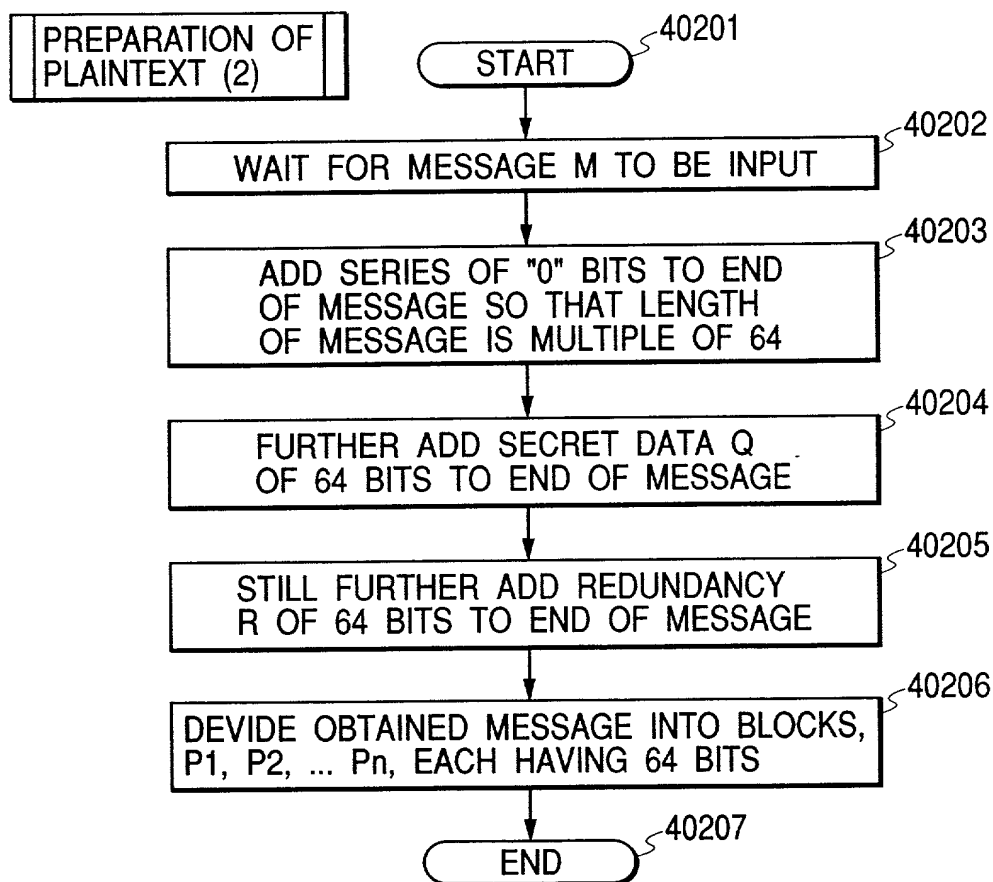 PREPARATION OF
PLAINTEXT (2)
START
40201
WAIT FOR MESSAGE M TO BE INPUT
40202
ADD SERIES OF "0" BITS TO END
OF MESSAGE SO THAT LENGTH
OF MESSAGE IS MULTIPLE OF 64
40203
FURTHER ADD SECRET DATA Q
OF 64 BITS TO END OF MESSAGE
40204
STILL FURTHER ADD REDUNDANCY
R OF 64 BITS TO END OF MESSAGE
40205
DEVIDE OBTAINED MESSAGE INTO BLOCKS,
P1, P2, ... Pn, EACH HAVING 64 BITS
40206
END
40207